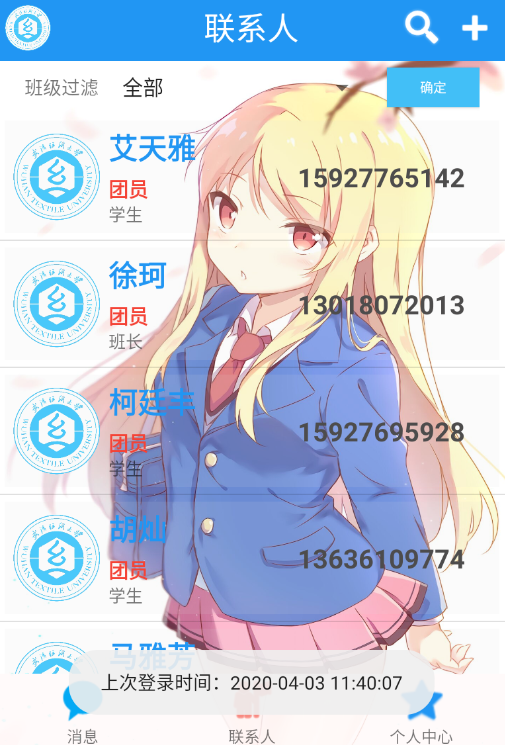 联系人
班级过滤 全部 确定
艾天雅
团员
学生
15927765142
徐珂
团员
班长
13018072013
柯廷丰
团员
学生
15927695928
胡灿
团员
学生
13636109774
马雅芳
上次登录时间：2020-04-03 11:40:07
消息 联系人 个人中心
WUHAN TEXTILE UNIVERSITY